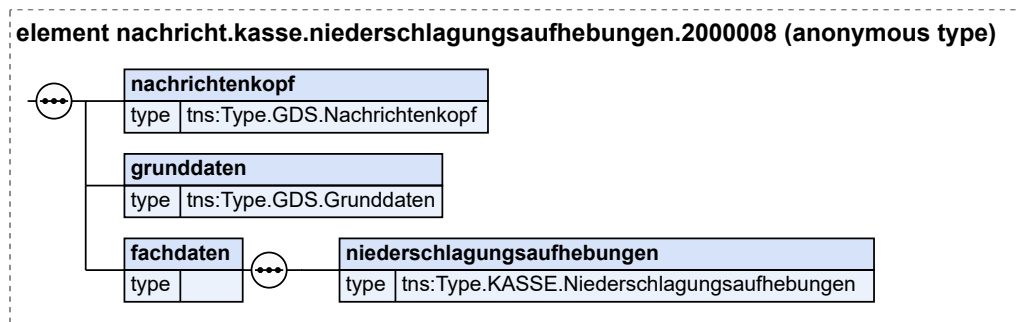 element nachricht.kasse.niederschlagungsaufhebungen.2000008 (anonymous type)
nachrichtenkopf
type tns:Type.GDS.Nachrichtenkopf
grunddaten
type tns:Type.GDS.Grunddaten
fachdaten
type
niederschlagungsaufhebungen
type tns:Type.KASSE.Niederschlagungsaufhebungen